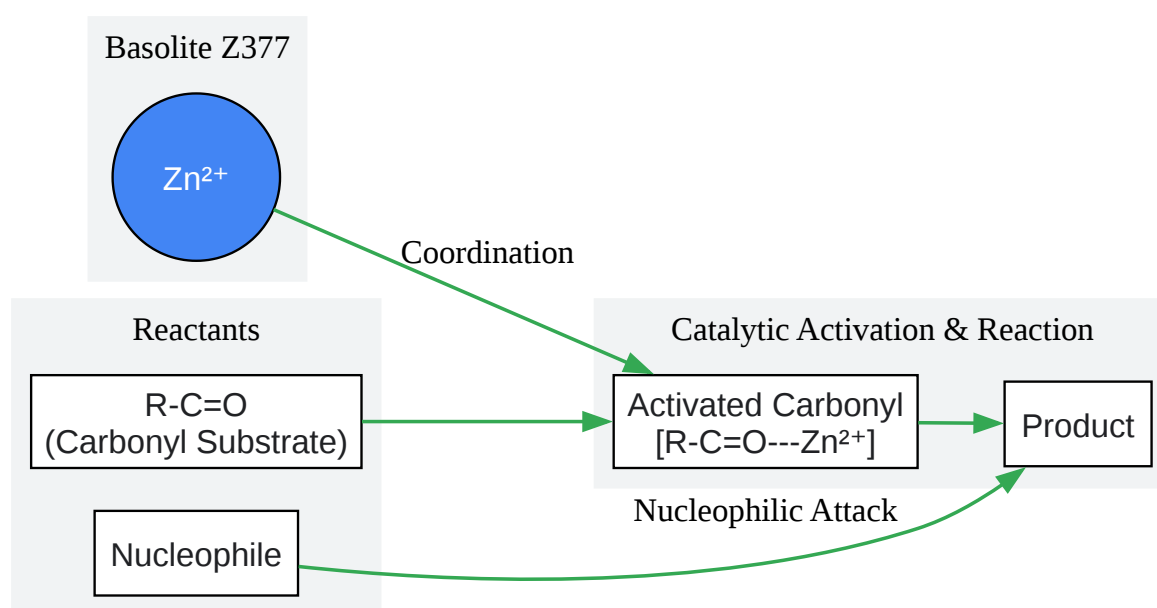 Basolite Z377
Zn²⁺
Coordination
Reactants
R-C=O
(Carbonyl Substrate)
Nucleophile
Catalytic Activation & Reaction
Activated Carbonyl
[R-C=O---Zn²⁺]
Product
Nucleophilic Attack